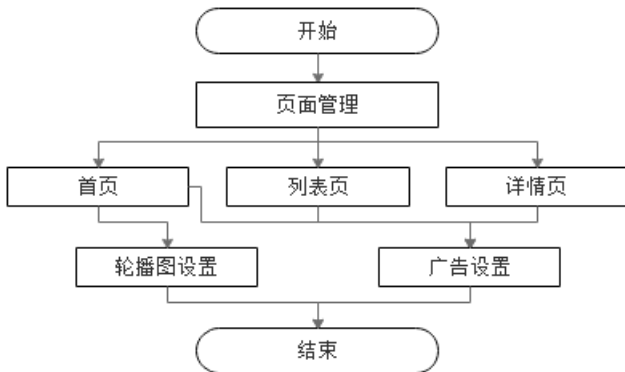 开始
页面管理
首页
列表页
详情页
轮播图设置
广告设置
结束